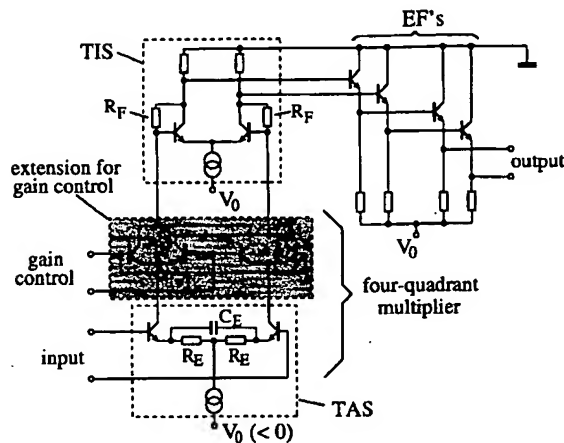 EF's
TIS
R_F
R_F
V_0
output
V_0
extension for
gain control
gain
control
four-quadrant
multiplier
C_E
R_E
R_E
input
TAS
V_0 (< 0)